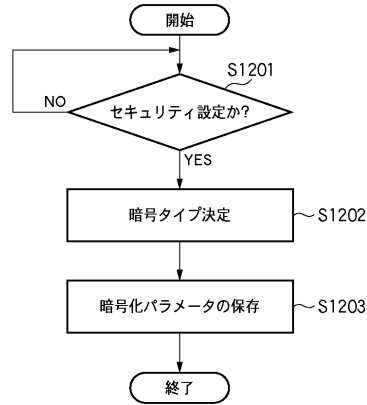 開始
S1201
NO
セキュリティ設定か?
YES
暗号タイプ決定
S1202
暗号化パラメータの保存
S1203
終了